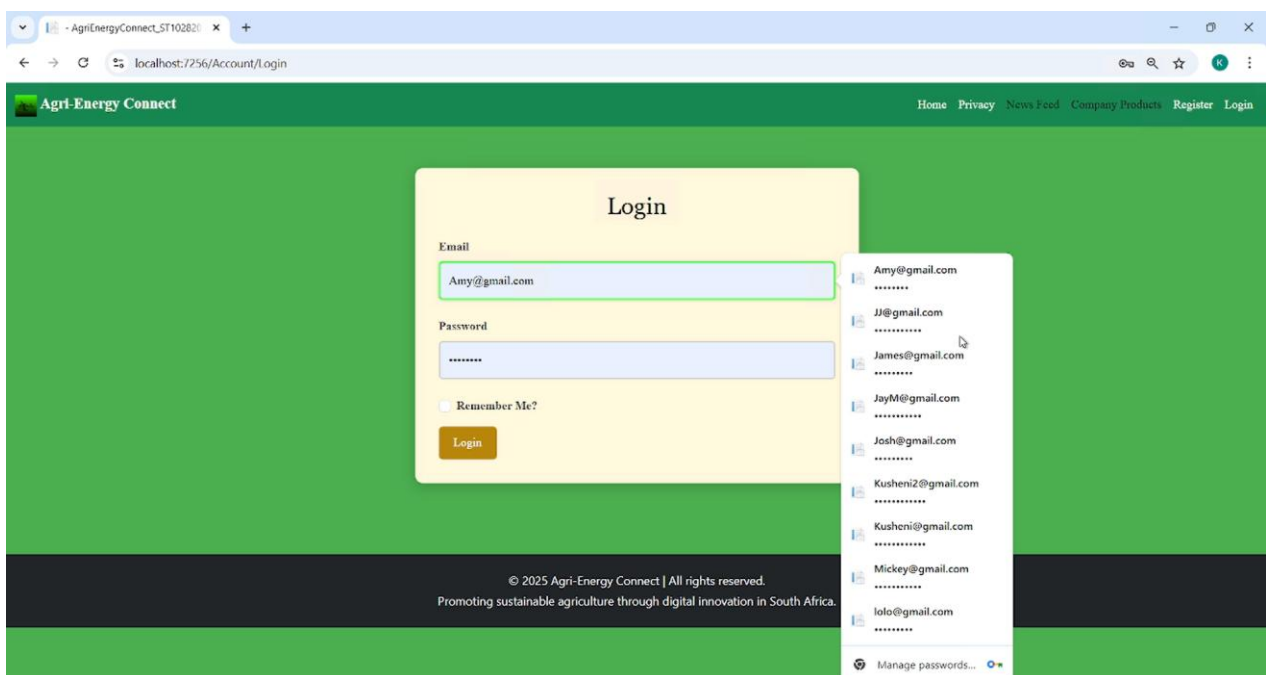 - AgriEnergyConnect_ST102820
localhost:7256/Account/Login
K
Agri-Energy Connect
Home Privacy News Feed Company Products Register Login
Login
Email
Amy@gmail.com
Password
••••••••
Remember Me?
Login
Amy@gmail.com
••••••••
JJ@gmail.com
•••••••••••
James@gmail.com
•••••••••
JayM@gmail.com
•••••••••••
Josh@gmail.com
•••••••••
Kusheni2@gmail.com
••••••••••••
Kusheni@gmail.com
••••••••••••
Mickey@gmail.com
•••••••••••
lolo@gmail.com
•••••••••
Manage passwords...
© 2025 Agri-Energy Connect | All rights reserved.
Promoting sustainable agriculture through digital innovation in South Africa.